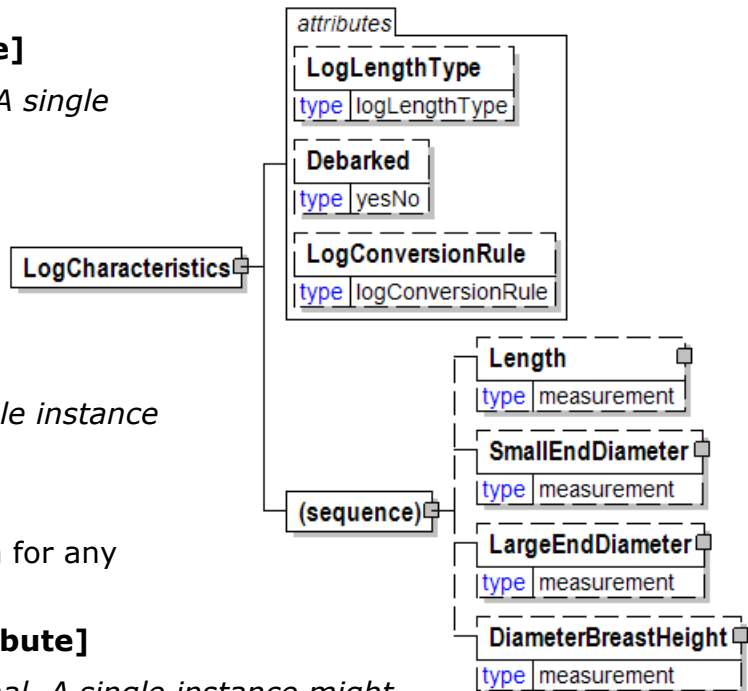 e]
A single
le instance
for any
bute]
al. A single instance might
attributes
LogLengthType
type logLengthType
Debarked
type yesNo
LogConversionRule
type logConversionRule
LogCharacteristics
(sequence)
Length
type measurement
SmallEndDiameter
type measurement
LargeEndDiameter
type measurement
DiameterBreastHeight
type measurement